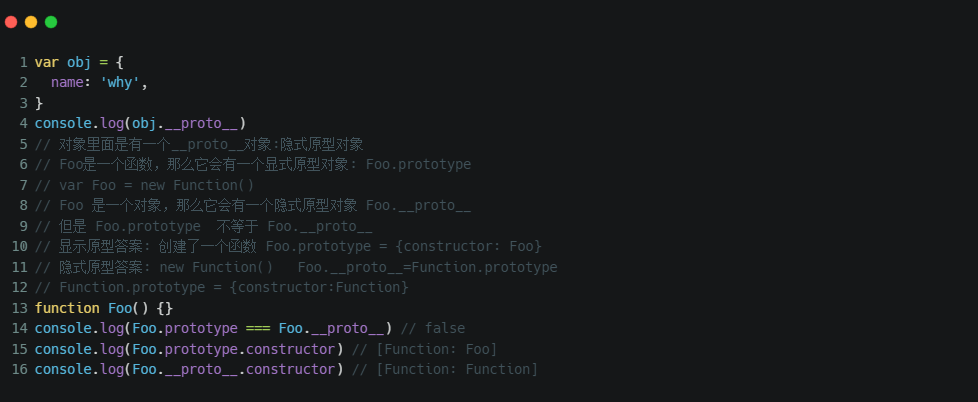 1 var obj = {
2   name: 'why',
3 }
4 console.log(obj.__proto__)
5 // 对象里面是有一个__proto__对象:隐式原型对象
6 // Foo是一个函数, 那么它会有一个显式原型对象: Foo.prototype
7 // var Foo = new Function()
8 // Foo 是一个对象, 那么它会有一个隐式原型对象 Foo.__proto__
9 // 但是 Foo.prototype  不等于 Foo.__proto__
10 // 显示原型答案: 创建了一个函数 Foo.prototype = {constructor: Foo}
11 // 隐式原型答案: new Function()   Foo.__proto__=Function.prototype
12 // Function.prototype = {constructor:Function}
13 function Foo() {}
14 console.log(Foo.prototype === Foo.__proto__) // false
15 console.log(Foo.prototype.constructor) // [Function: Foo]
16 console.log(Foo.__proto__.constructor) // [Function: Function]